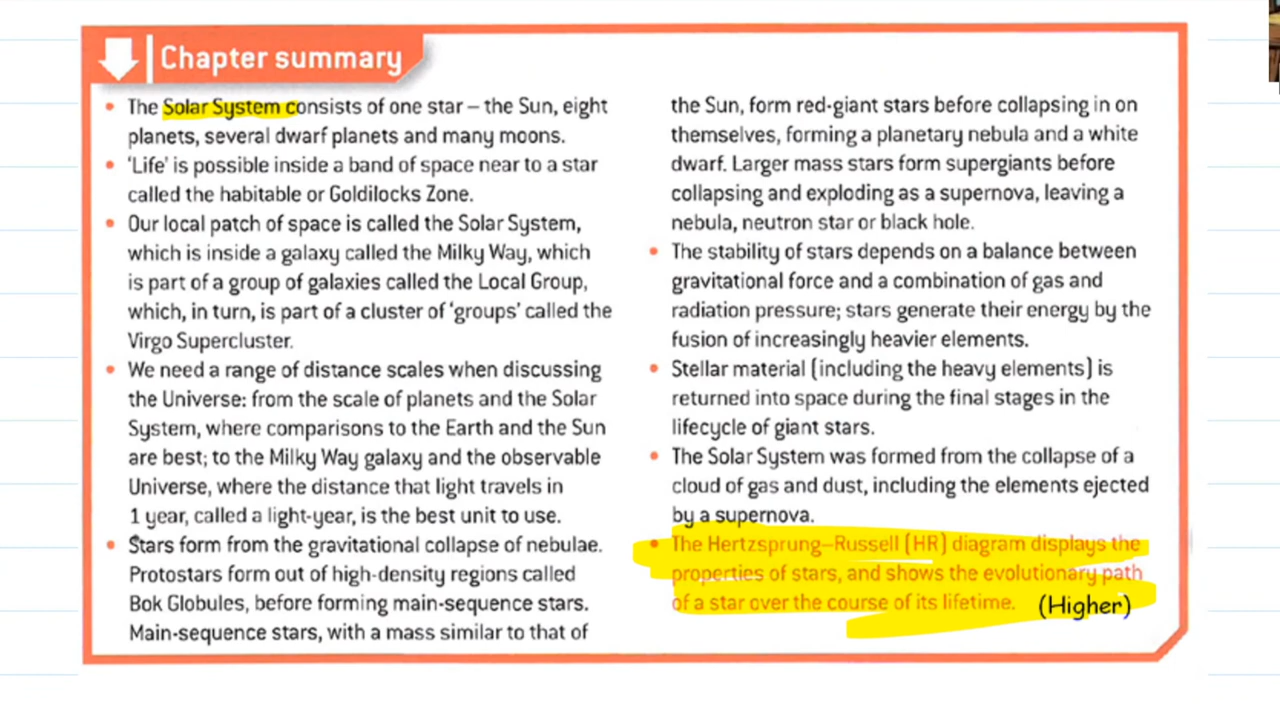 Chapter summary
• The Solar System consists of one star – the Sun, eight
planets, several dwarf planets and many moons.
• 'Life' is possible inside a band of space near to a star
called the habitable or Goldilocks Zone.
• Our local patch of space is called the Solar System,
which is inside a galaxy called the Milky Way, which
is part of a group of galaxies called the Local Group,
which, in turn, is part of a cluster of 'groups' called the
Virgo Supercluster.
• We need a range of distance scales when discussing
the Universe: from the scale of planets and the Solar
System, where comparisons to the Earth and the Sun
are best; to the Milky Way galaxy and the observable
Universe, where the distance that light travels in
1 year, called a light-year, is the best unit to use.
• Stars form from the gravitational collapse of nebulae.
Protostars form out of high-density regions called
Bok Globules, before forming main-sequence stars.
Main-sequence stars, with a mass similar to that of
the Sun, form red-giant stars before collapsing in on
themselves, forming a planetary nebula and a white
dwarf. Larger mass stars form supergiants before
collapsing and exploding as a supernova, leaving a
nebula, neutron star or black hole.
• The stability of stars depends on a balance between
gravitational force and a combination of gas and
radiation pressure; stars generate their energy by the
fusion of increasingly heavier elements.
• Stellar material (including the heavy elements) is
returned into space during the final stages in the
lifecycle of giant stars.
• The Solar System was formed from the collapse of a
cloud of gas and dust, including the elements ejected
by a supernova.
• The Hertzsprung–Russell (HR) diagram displays the
properties of stars, and shows the evolutionary path
of a star over the course of its lifetime. (Higher)